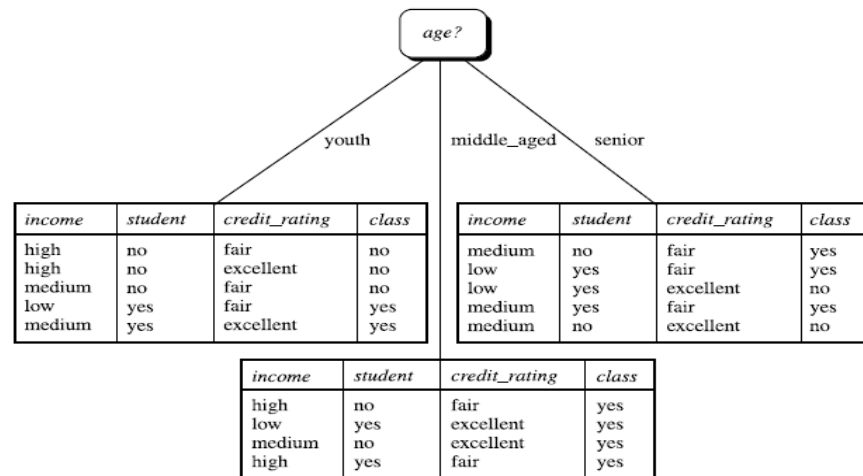 age?
youth
middle_aged
senior
income student credit_rating class
high no fair no
high no excellent no
medium no fair no
low yes fair yes
medium yes excellent yes
income student credit_rating class
medium no fair yes
low yes fair yes
low yes excellent no
medium yes fair yes
medium no excellent no
income student credit_rating class
high no fair yes
low yes excellent yes
medium no excellent yes
high yes fair yes